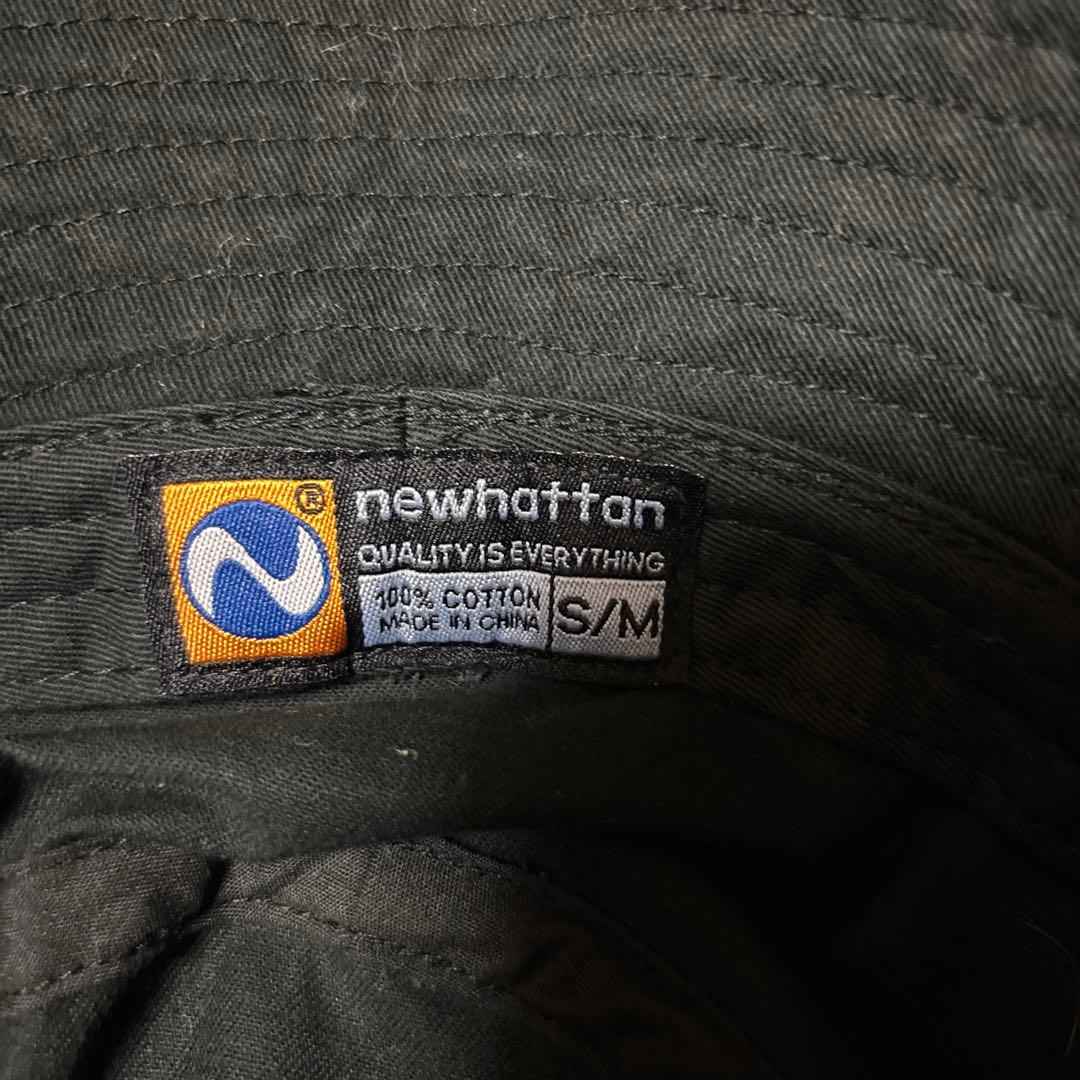 ®
newhattan
QUALITY IS EVERYTHING
100% COTTON
MADE IN CHINA
S/M